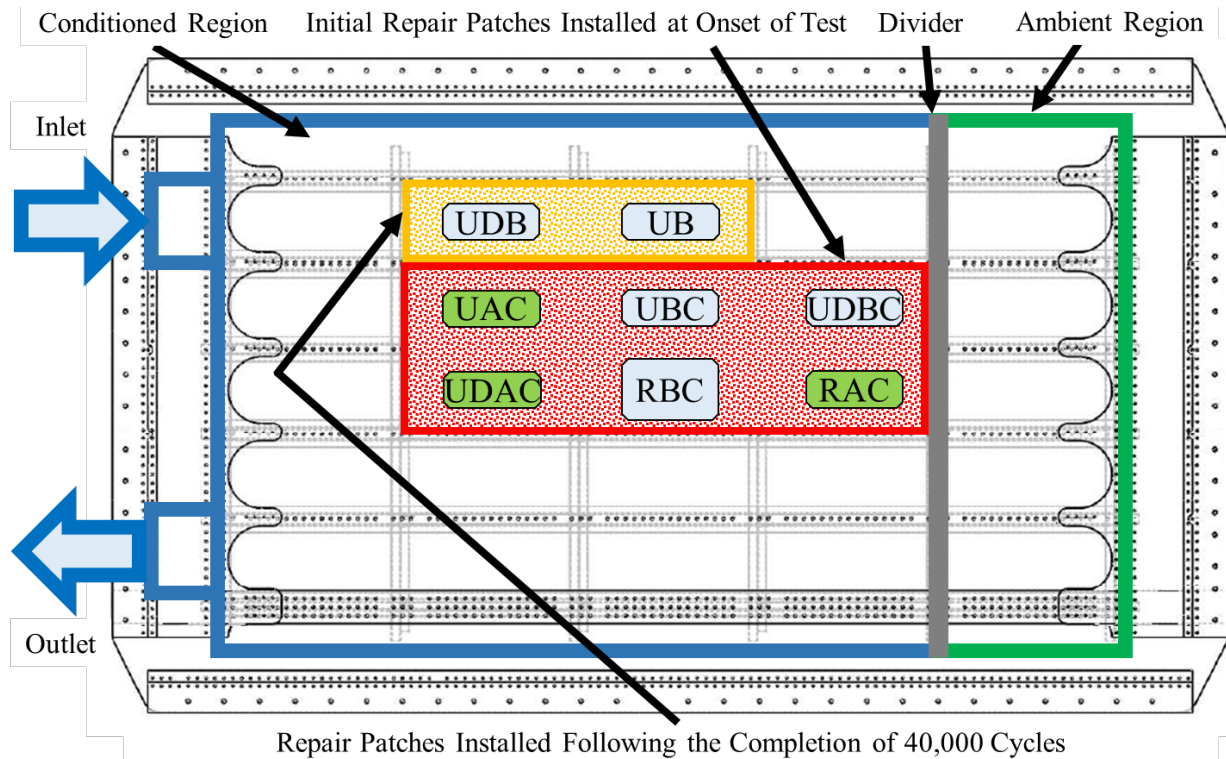 Conditioned Region
Initial Repair Patches Installed at Onset of Test
Divider
Ambient Region
Inlet
UDB
UB
UAC
UBC
UDBC
UDAC
RBC
RAC
Outlet
Repair Patches Installed Following the Completion of 40,000 Cycles